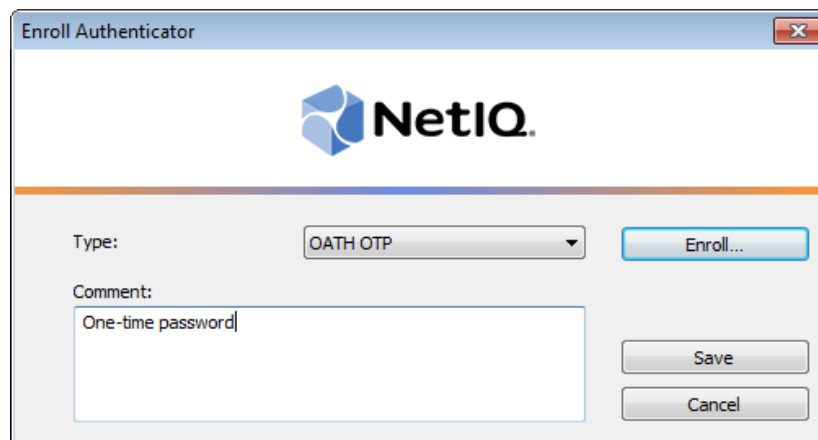 Enroll Authenticator
NetIQ.
Type:
OATH OTP
Enroll...
Comment:
One-time password
Save
Cancel